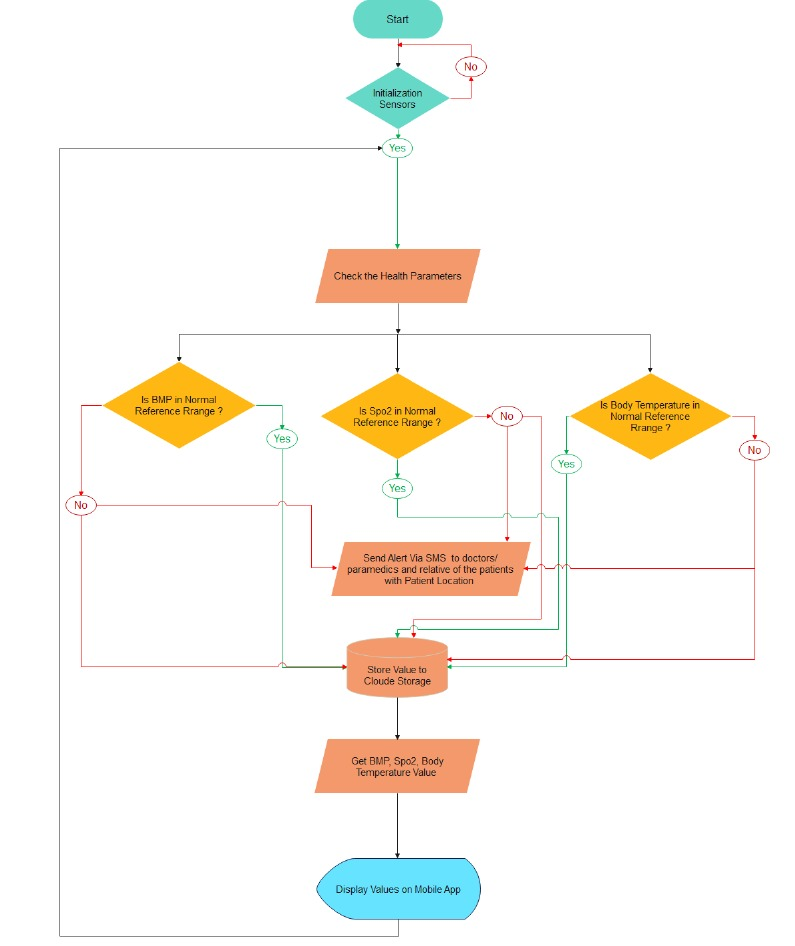 Start
No
Initialization
Sensors
Yes
Check the Health Parameters
Is BMP in Normal
Reference Rrange ?
Is Spo2 in Normal
Reference Rrange ?
No
Is Body Temperature in
Normal Reference
Rrange ?
Yes
No
Yes
Yes
No
Send Alert Via SMS to doctors/
paramedics and relative of the patients
with Patient Location
Store Value to
Cloude Storage
Get BMP, Spo2, Body
Temperature Value
Display Values on Mobile App